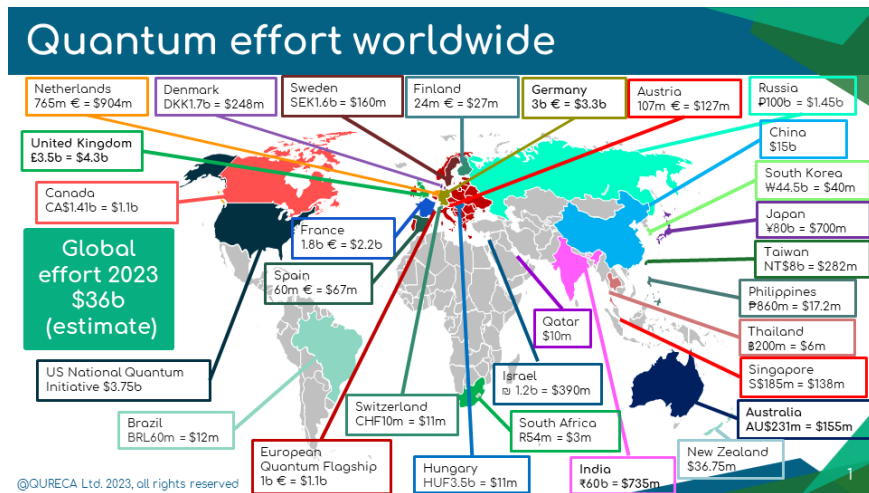 Quantum effort worldwide
Netherlands
765m € = $904m
Denmark
DKK1.7b = $248m
Sweden
SEK1.6b = $160m
Finland
24m € = $27m
Germany
3b € = $3.3b
Austria
107m € = $127m
Russia
₽100b = $1.45b
United Kingdom
£3.5b = $4.3b
China
$15b
South Korea
₩44.5b = $40m
Canada
CA$1.41b = $1.1b
Japan
¥80b = $700m
France
1.8b € = $2.2b
Global
effort 2023
$36b
(estimate)
Taiwan
NT$8b = $282m
Spain
60m € = $67m
Philippines
₱860m = $17.2m
Qatar
$10m
Thailand
฿200m = $6m
US National Quantum
Initiative $3.75b
Israel
₪ 1.2b = $390m
Singapore
S$185m = $138m
Switzerland
CHF10m = $11m
Brazil
BRL60m = $12m
South Africa
R54m = $3m
Australia
AU$231m = $155m
European
Quantum Flagship
1b € = $1.1b
Hungary
HUF3.5b = $11m
India
₹60b = $735m
New Zealand
$36.75m
@QURECA Ltd. 2023, all rights reserved
1